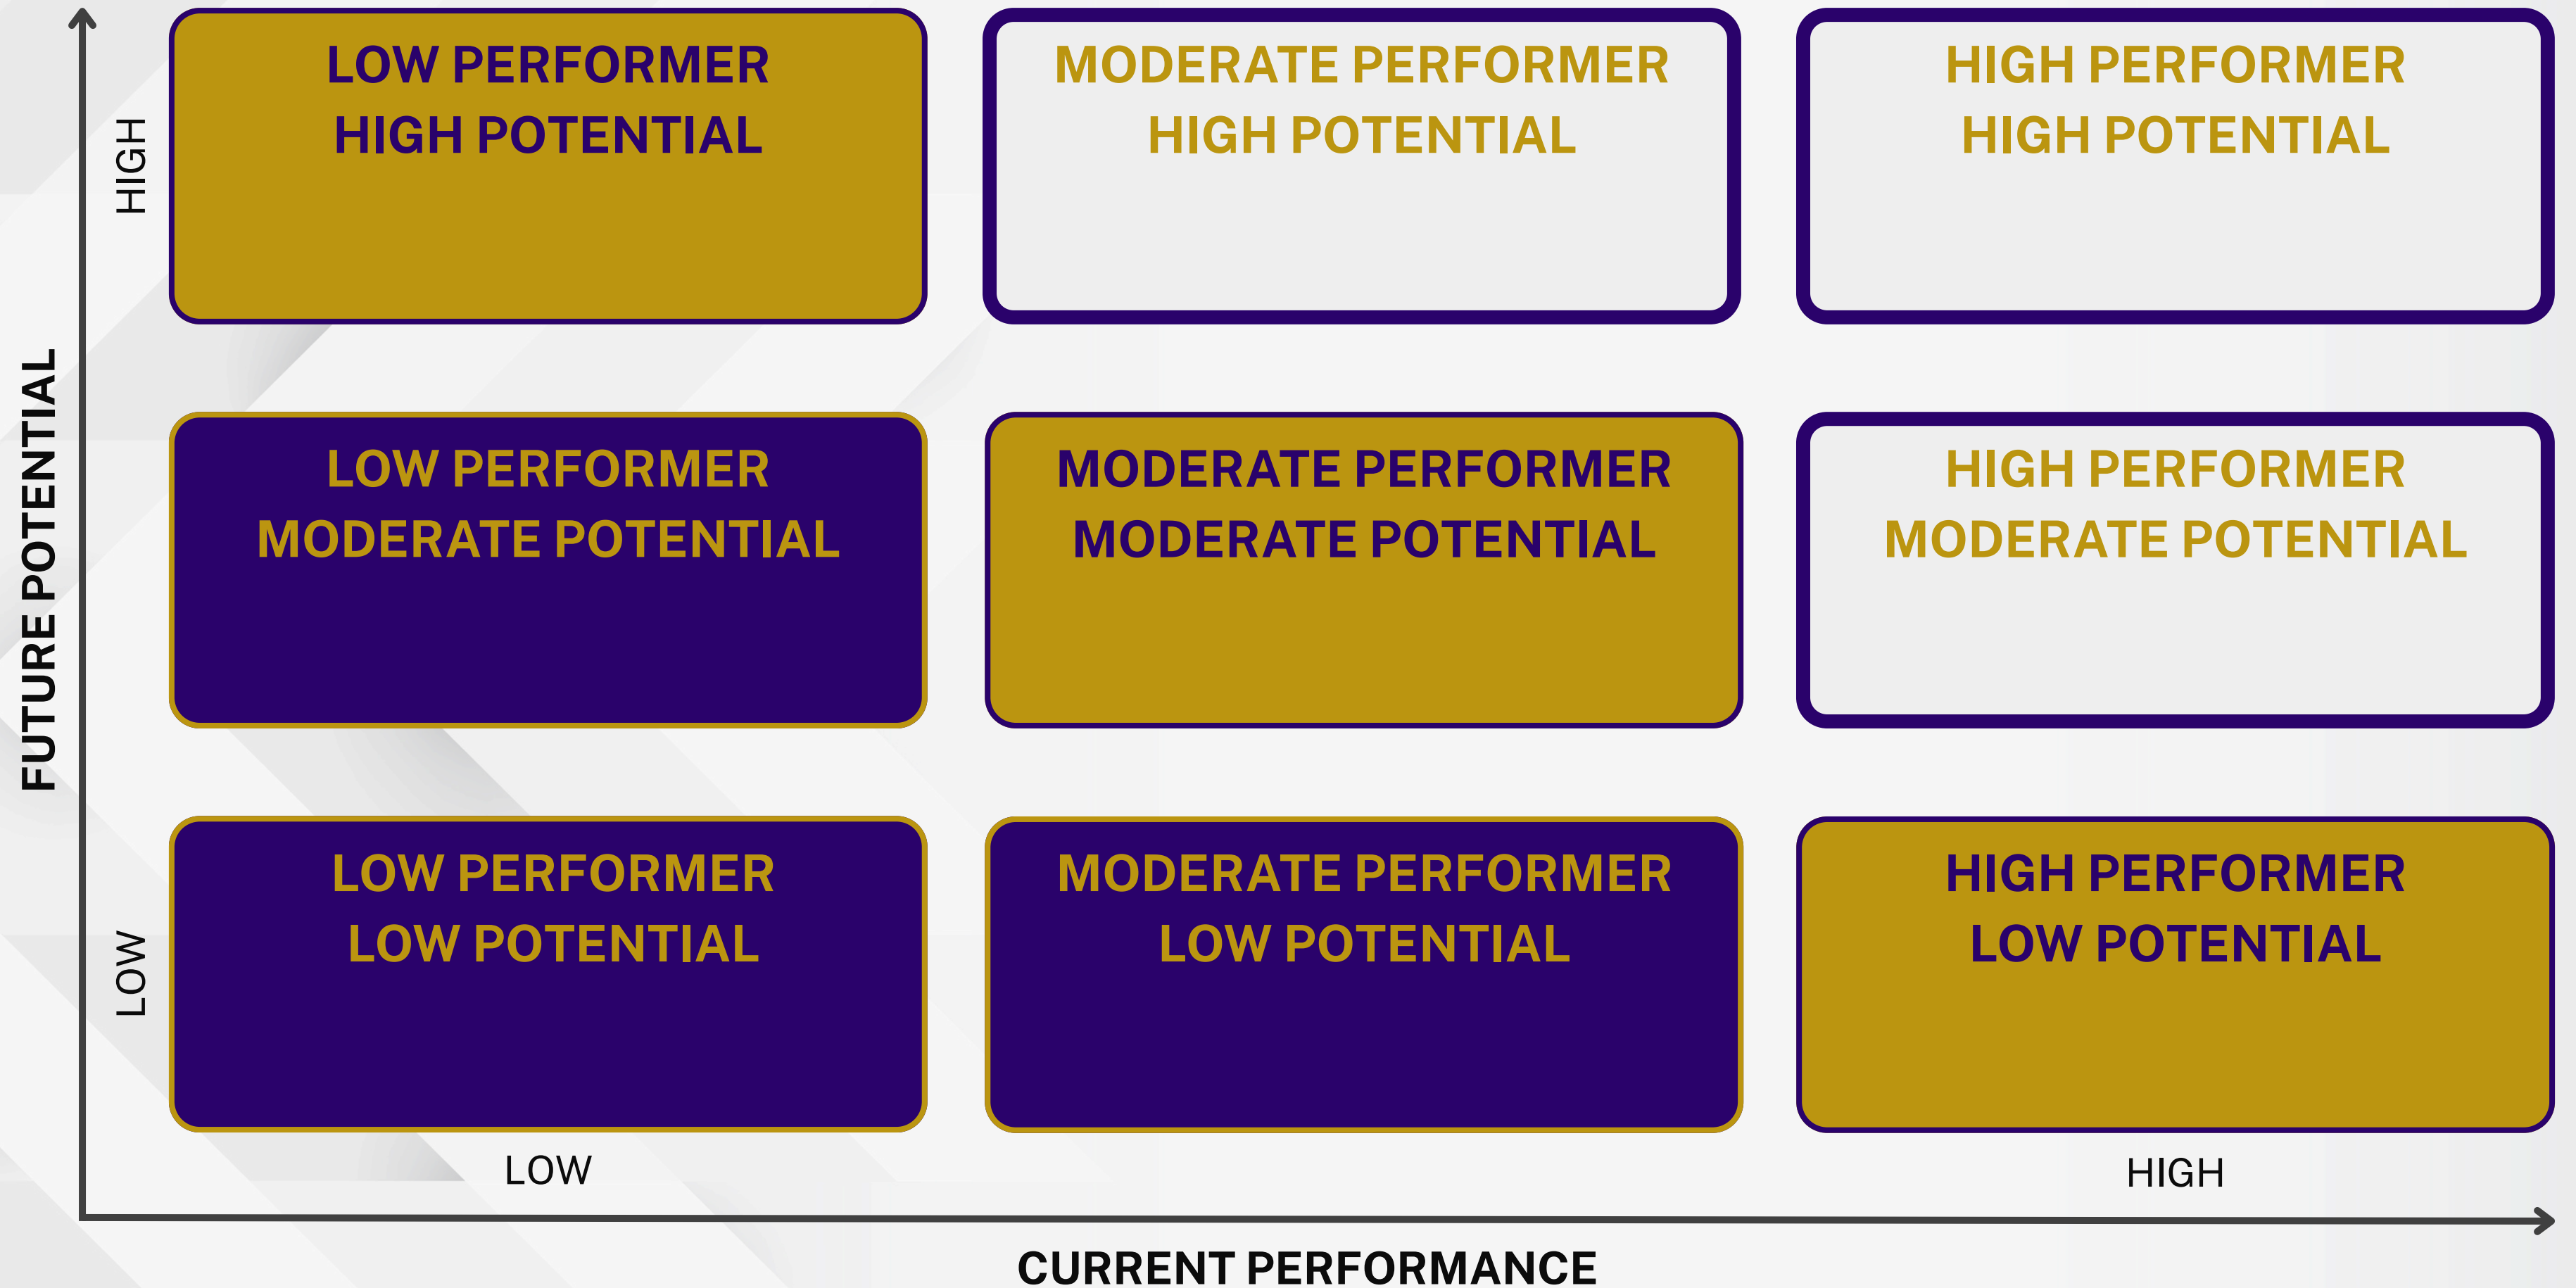 HIGH
LOW PERFORMER
HIGH POTENTIAL
MODERATE PERFORMER
HIGH POTENTIAL
HIGH PERFORMER
HIGH POTENTIAL
FUTURE POTENTIAL
LOW PERFORMER
MODERATE POTENTIAL
MODERATE PERFORMER
MODERATE POTENTIAL
HIGH PERFORMER
MODERATE POTENTIAL
LOW
LOW PERFORMER
LOW POTENTIAL
MODERATE PERFORMER
LOW POTENTIAL
HIGH PERFORMER
LOW POTENTIAL
LOW
HIGH
CURRENT PERFORMANCE